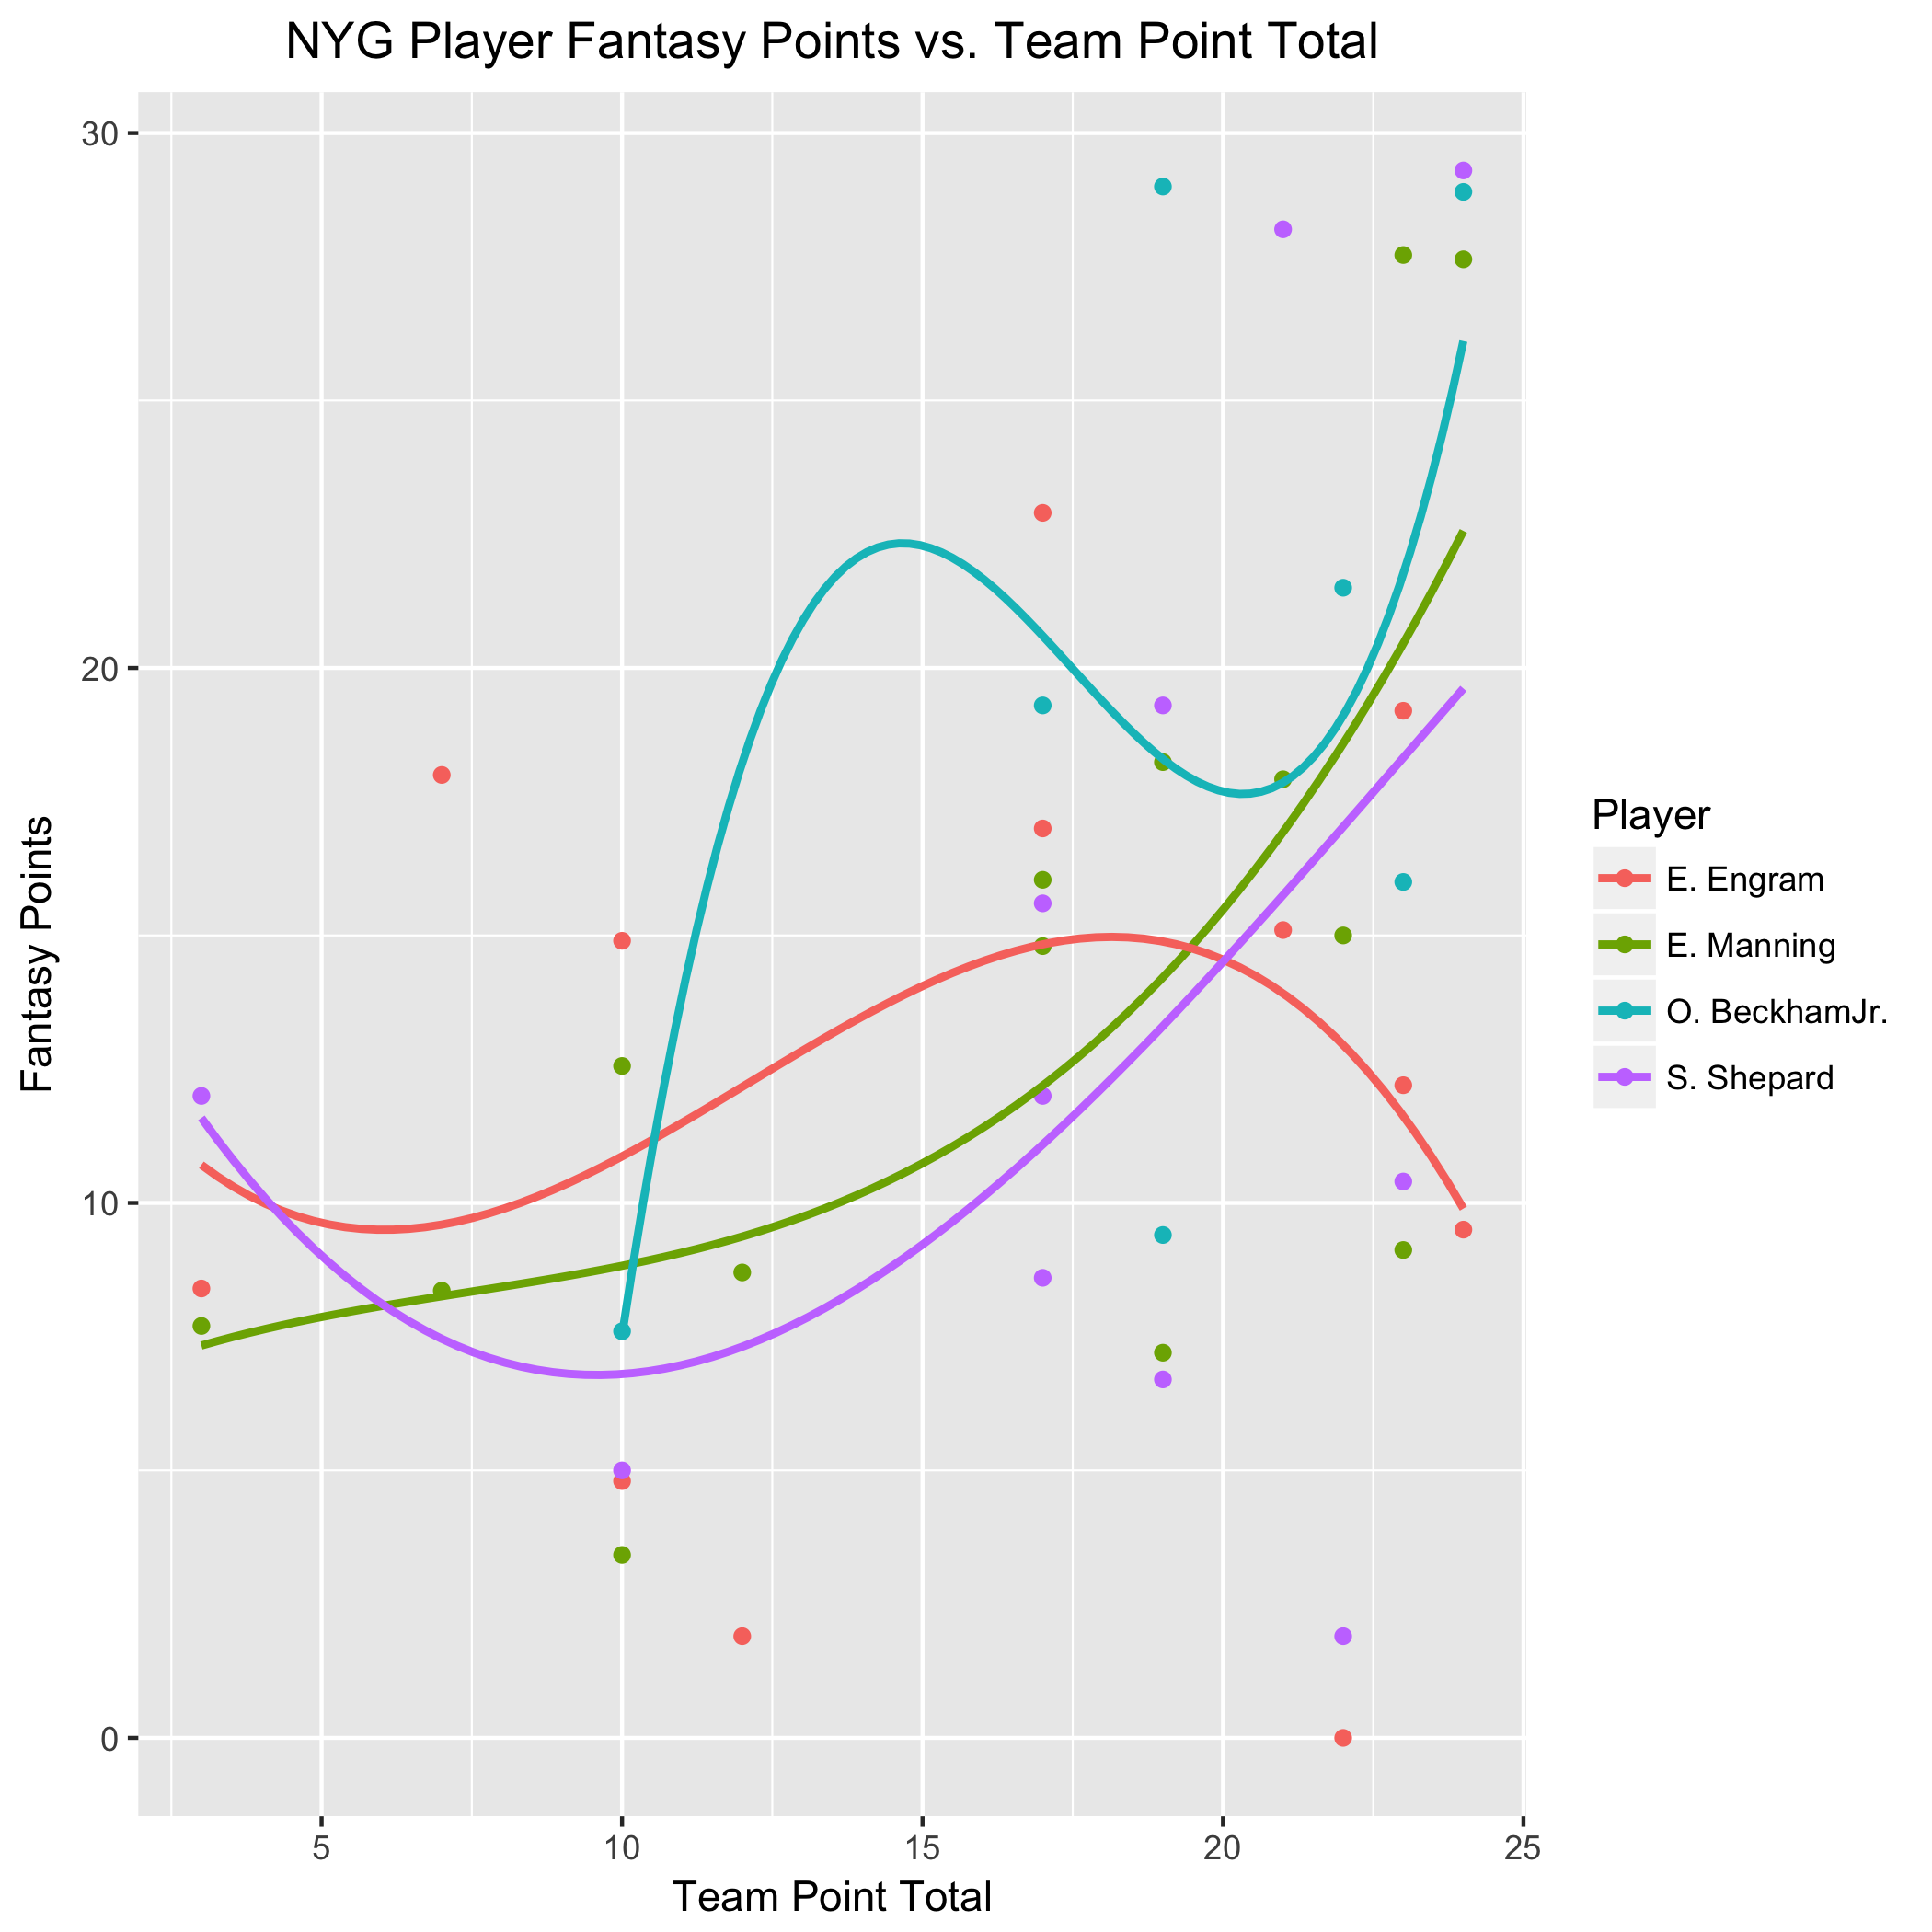 NYG Player Fantasy Points vs. Team Point Total
30
20
10
0
Fantasy Points
5
10
15
20
25
Team Point Total
Player
E. Engram
E. Manning
O. BeckhamJr.
S. Shepard